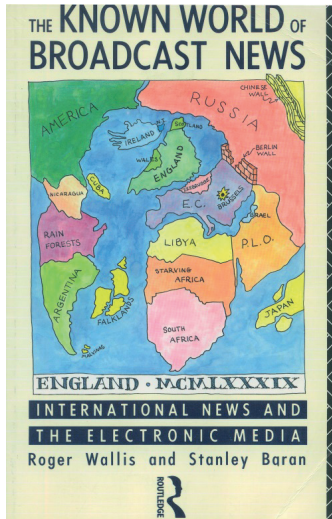 THE KNOWN WORLD OF
BROADCAST NEWS
CHINESE
WALL
AMERICA
RUSSIA
IRELAND
SCOTLAND
WALES
ENGLAND
BERLIN
WALL
NICARAGUA
CUBA
E.C.
BRUSSELS
RAIN
FORESTS
LIBYA
P.L.O.
STARVING
AFRICA
ARGENTINA
FALKLANDS
JAPAN
SOUTH
AFRICA
ENGLAND · MCMLXXXIX
INTERNATIONAL NEWS AND
THE ELECTRONIC MEDIA
Roger Wallis and Stanley Baran
ROUTLEDGE